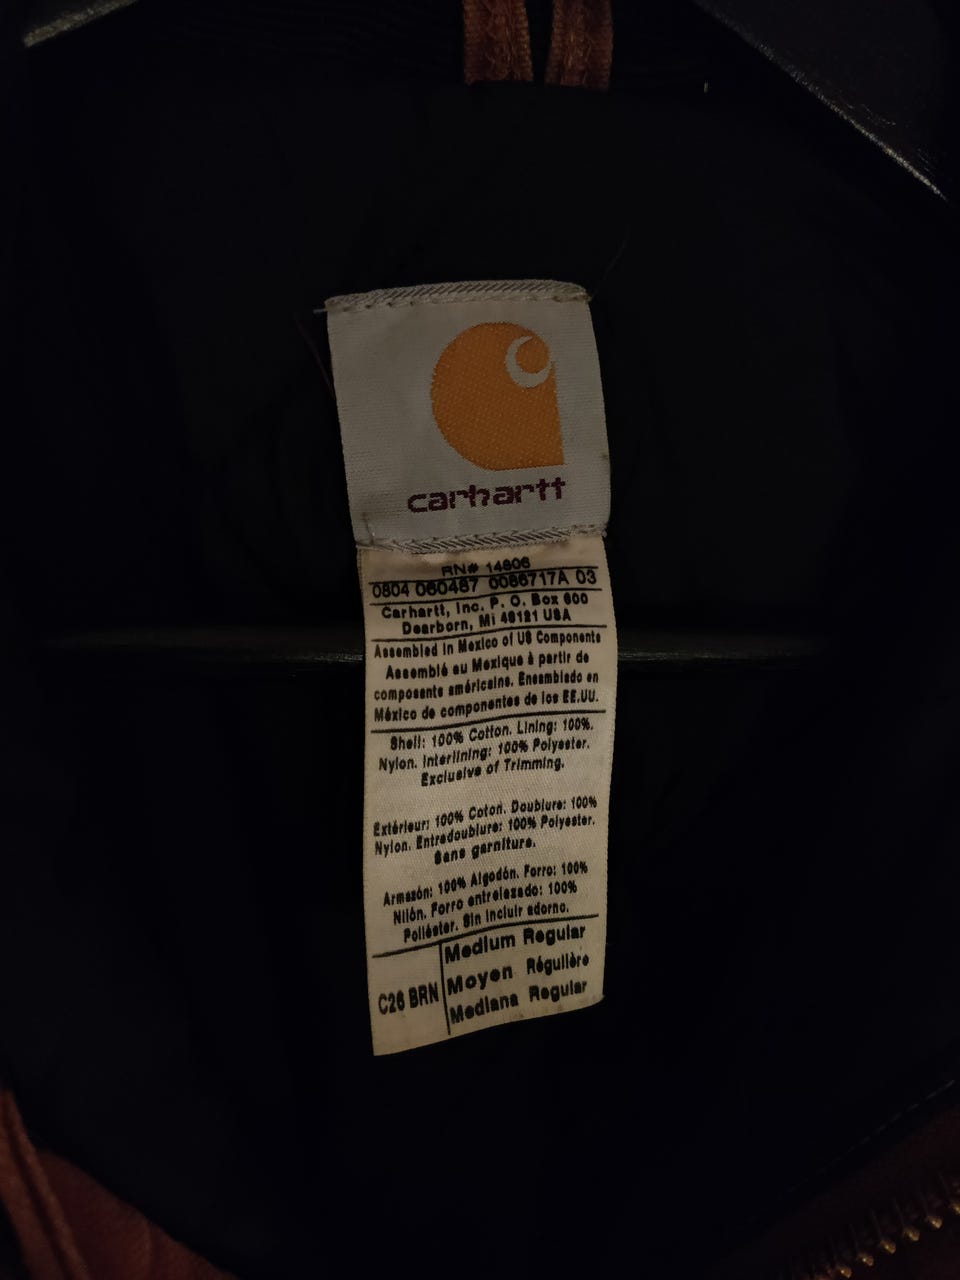 carhartt
RN# 14806
0804 060487 0086717A 03
Carhartt, Inc. P. O. Box 600
Dearborn, MI 48121 USA
Assembled in Mexico of US Components
Assemblé au Mexique à partir de
composants américains. Ensamblado en
México de componentes de los EE.UU.
Shell: 100% Cotton. Lining: 100%.
Nylon. Interlining: 100% Polyester.
Exclusive of Trimming.
Extérieur: 100% Coton. Doublure: 100%
Nylon. Entredoublure: 100% Polyester.
Sans garniture.
Armazón: 100% Algodón. Forro: 100%
Nilón. Forro entrelazado: 100%
Poliéster. Sin incluir adorno.
C26 BRN
Medium Regular
Moyen Régulière
Mediana Regular